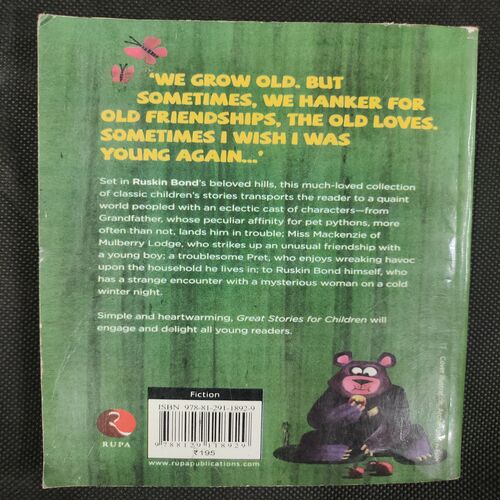 'WE GROW OLD. BUT
SOMETIMES, WE HANKER FOR
OLD FRIENDSHIPS, THE OLD LOVES.
SOMETIMES I WISH I WAS
YOUNG AGAIN...'
Set in Ruskin Bond's beloved hills, this much-loved collection
of classic children's stories transports the reader to a quaint
world peopled with an eclectic cast of characters—from
Grandfather, whose peculiar affinity for pet pythons, more
often than not, lands him in trouble; Miss Mackenzie of
Mulberry Lodge, who strikes up an unusual friendship with
a young boy; a troublesome Pret, who enjoys wreaking havoc
upon the household he lives in; to Ruskin Bond himself, who
has a strange encounter with a mysterious woman on a cold
winter night.
Simple and heartwarming, Great Stories for Children will
engage and delight all young readers.
Fiction
ISBN 978-81-291-1892-9
9 788129 118929
₹195
www.rupapublications.com
RUPA